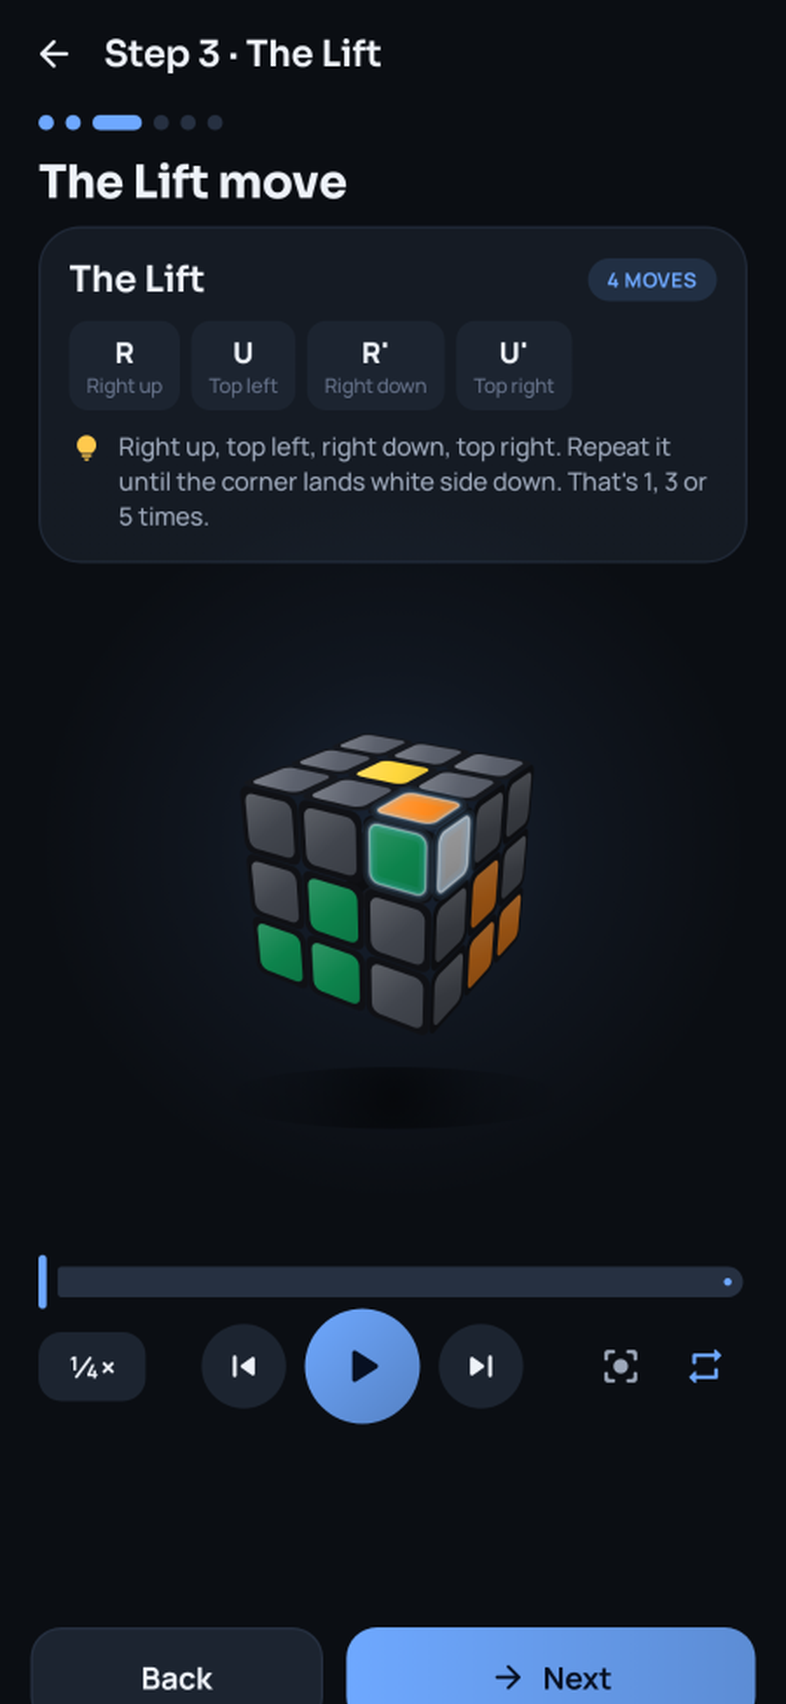 Step 3 · The Lift
The Lift move
The Lift
4 MOVES
R
Right up
U
Top left
R'
Right down
U'
Top right
Right up, top left, right down, top right. Repeat it
until the corner lands white side down. That's 1, 3 or
5 times.
¼×
Back
Next